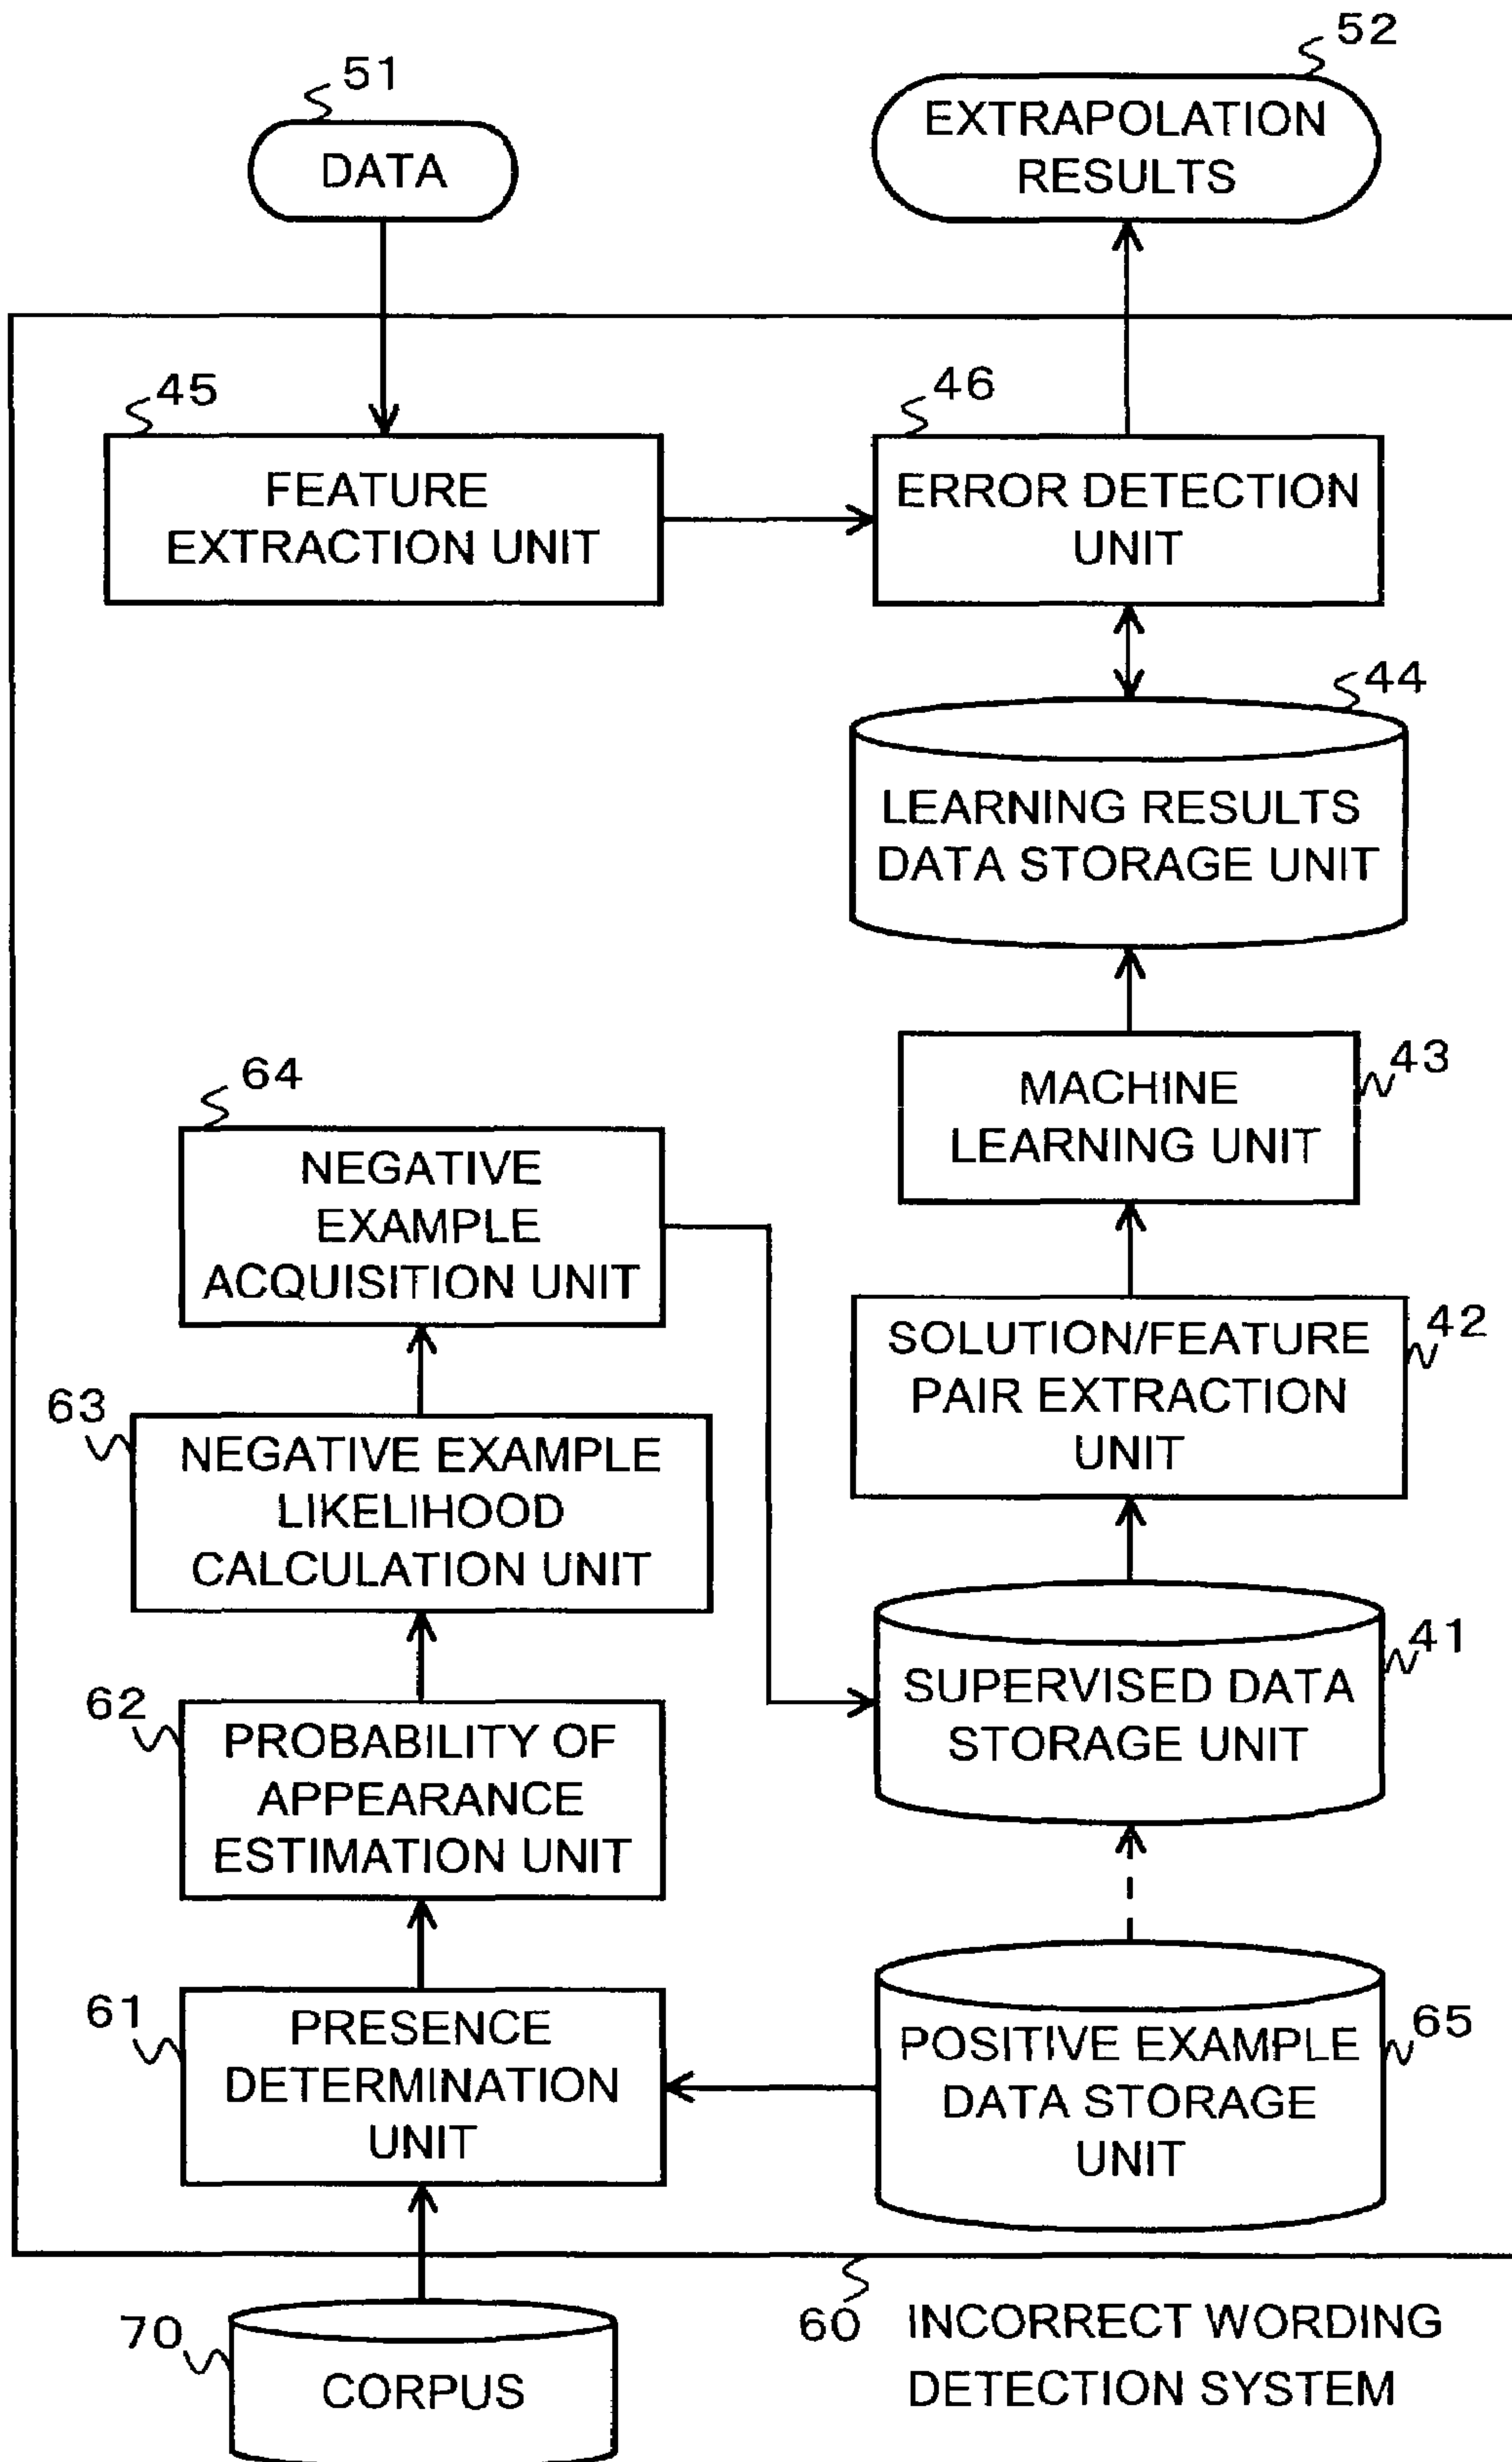 52
51
EXTRAPOLATION
RESULTS
DATA
45
46
FEATURE
EXTRACTION UNIT
ERROR DETECTION
UNIT
44
LEARNING RESULTS
DATA STORAGE UNIT
43
MACHINE
LEARNING UNIT
64
NEGATIVE
EXAMPLE
ACQUISITION UNIT
42
SOLUTION/FEATURE
PAIR EXTRACTION
UNIT
63
NEGATIVE EXAMPLE
LIKELIHOOD
CALCULATION UNIT
41
SUPERVISED DATA
STORAGE UNIT
62
PROBABILITY OF
APPEARANCE
ESTIMATION UNIT
61
PRESENCE
DETERMINATION
UNIT
65
POSITIVE EXAMPLE
DATA STORAGE
UNIT
60 INCORRECT WORDING
DETECTION SYSTEM
70
CORPUS